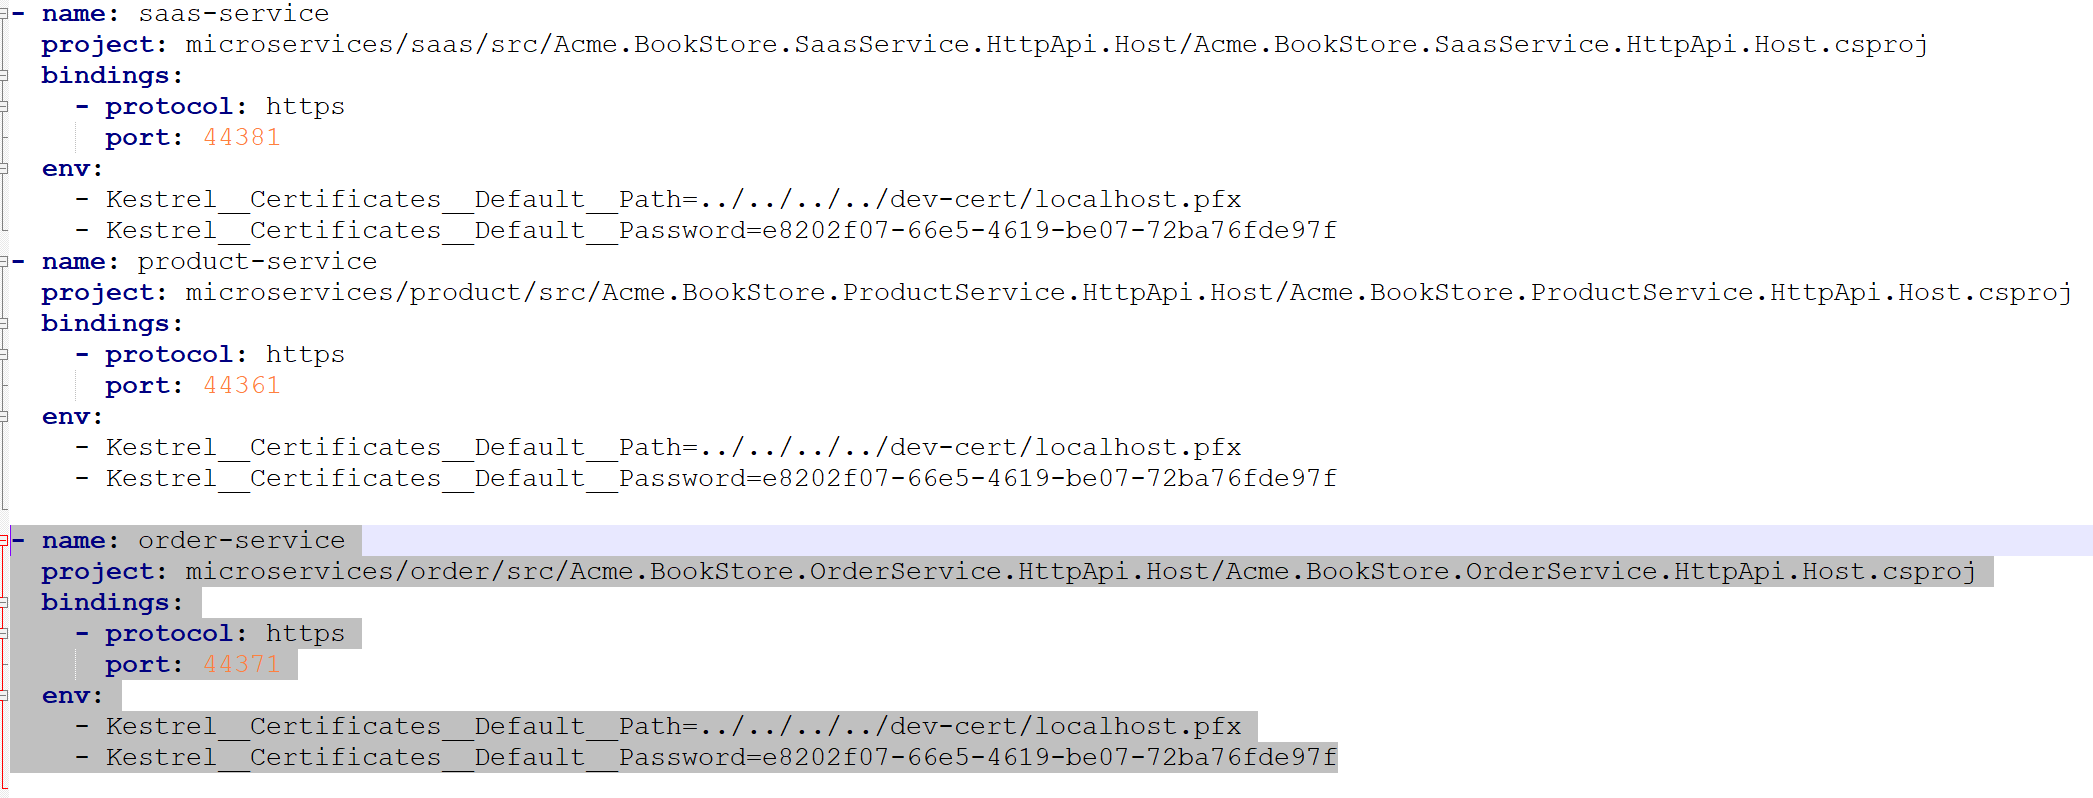 - name: saas-service
  project: microservices/saas/src/Acme.BookStore.SaasService.HttpApi.Host/Acme.BookStore.SaasService.HttpApi.Host.csproj
  bindings:
    - protocol: https
      port: 44381
  env:
    - Kestrel__Certificates__Default__Path=../../../../dev-cert/localhost.pfx
    - Kestrel__Certificates__Default__Password=e8202f07-66e5-4619-be07-72ba76fde97f
- name: product-service
  project: microservices/product/src/Acme.BookStore.ProductService.HttpApi.Host/Acme.BookStore.ProductService.HttpApi.Host.csproj
  bindings:
    - protocol: https
      port: 44361
  env:
    - Kestrel__Certificates__Default__Path=../../../../dev-cert/localhost.pfx
    - Kestrel__Certificates__Default__Password=e8202f07-66e5-4619-be07-72ba76fde97f
- name: order-service
  project: microservices/order/src/Acme.BookStore.OrderService.HttpApi.Host/Acme.BookStore.OrderService.HttpApi.Host.csproj
  bindings:
    - protocol: https
      port: 44371
  env:
    - Kestrel__Certificates__Default__Path=../../../../dev-cert/localhost.pfx
    - Kestrel__Certificates__Default__Password=e8202f07-66e5-4619-be07-72ba76fde97f